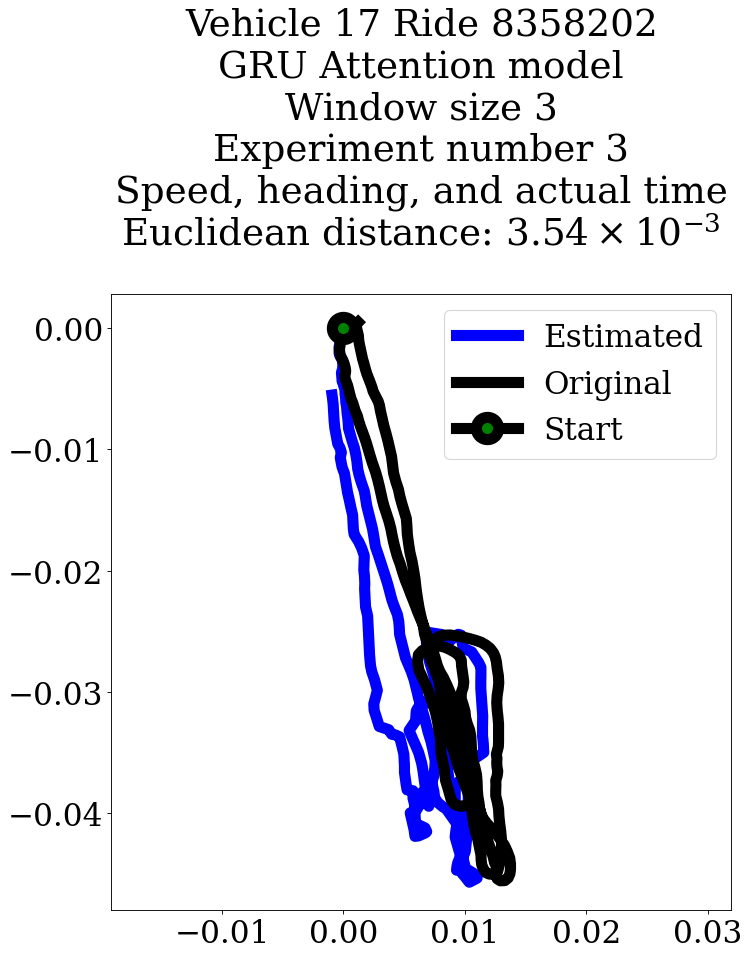 Vehicle 17 Ride 8358202
GRU Attention model
Window size 3
Experiment number 3
Speed, heading, and actual time
Euclidean distance: 3.54 × 10⁻³
Estimated
Original
Start
0.00
−0.01
−0.02
−0.03
−0.04
−0.01 0.00 0.01 0.02 0.03